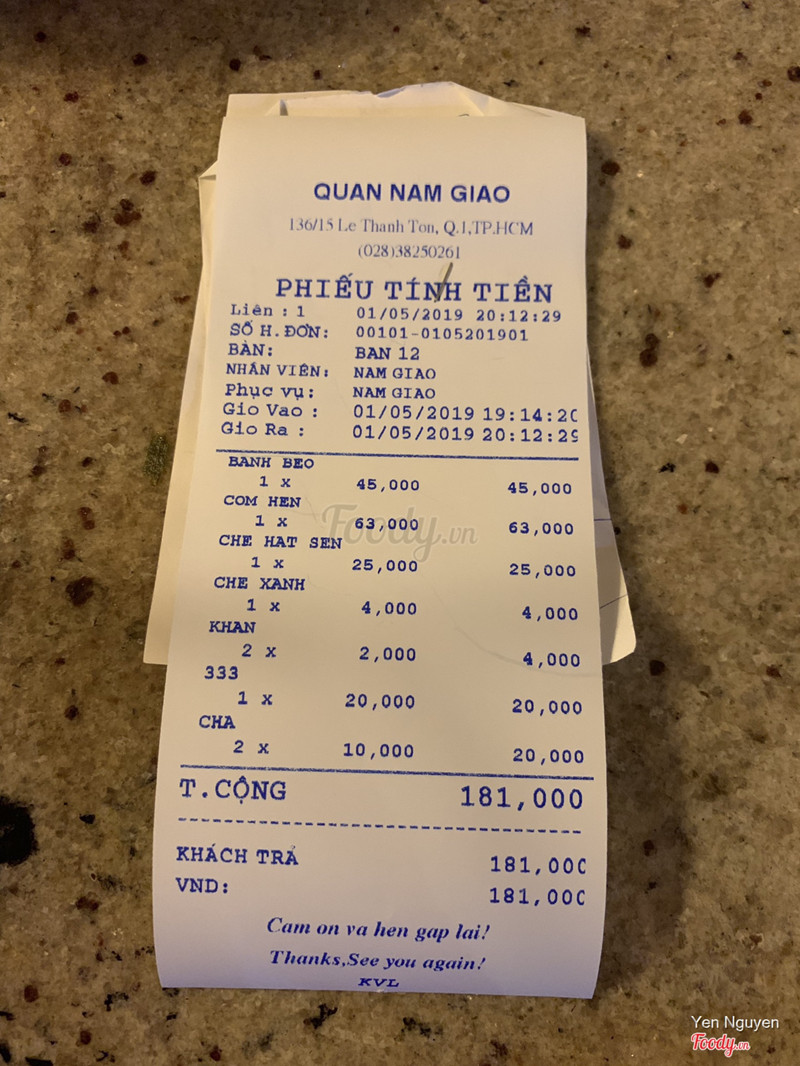 QUAN NAM GIAO
136/15 Le Thanh Ton, Q.1,TP.HCM
(028)38250261
PHIẾU TÍNH TIỀN
Liên : 1 01/05/2019 20:12:29
SỐ H.ĐƠN: 00101-0105201901
BÀN: BAN 12
NHÂN VIÊN: NAM GIAO
Phục vụ: NAM GIAO
Gio Vao : 01/05/2019 19:14:20
Gio Ra : 01/05/2019 20:12:29
BANH BEO
1 x 45,000 45,000
COM HEN
1 x 63,000 63,000
CHE HAT SEN
1 x 25,000 25,000
CHE XANH
1 x 4,000 4,000
KHAN
2 x 2,000 4,000
333
1 x 20,000 20,000
CHA
2 x 10,000 20,000
T.CỘNG 181,000
KHÁCH TRẢ 181,000
VND: 181,000
Cam on va hen gap lai!
Thanks,See you again!
KVL
Foody.vn
Yen Nguyen
Foody.vn